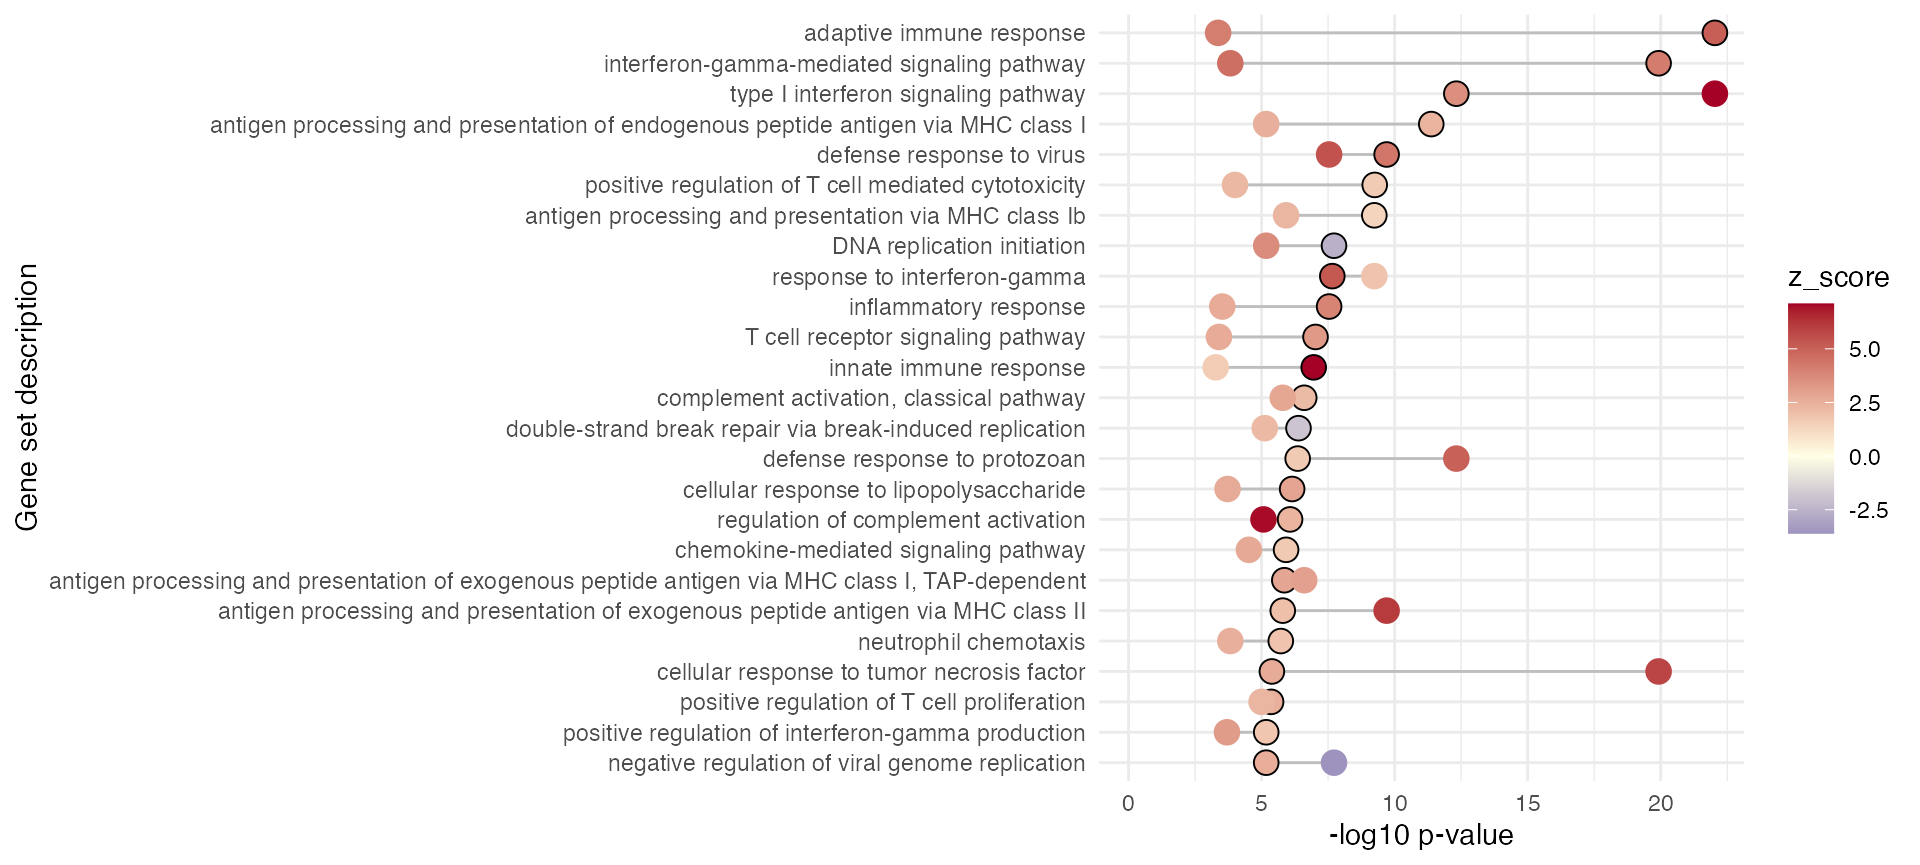 adaptive immune response
interferon-gamma-mediated signaling pathway
type I interferon signaling pathway
antigen processing and presentation of endogenous peptide antigen via MHC class I
defense response to virus
positive regulation of T cell mediated cytotoxicity
antigen processing and presentation via MHC class Ib
DNA replication initiation
response to interferon-gamma
inflammatory response
T cell receptor signaling pathway
innate immune response
complement activation, classical pathway
double-strand break repair via break-induced replication
defense response to protozoan
cellular response to lipopolysaccharide
regulation of complement activation
chemokine-mediated signaling pathway
antigen processing and presentation of exogenous peptide antigen via MHC class I, TAP-dependent
antigen processing and presentation of exogenous peptide antigen via MHC class II
neutrophil chemotaxis
cellular response to tumor necrosis factor
positive regulation of T cell proliferation
positive regulation of interferon-gamma production
negative regulation of viral genome replication
Gene set description
0 5 10 15 20
-log10 p-value
z_score
5.0
2.5
0.0
-2.5